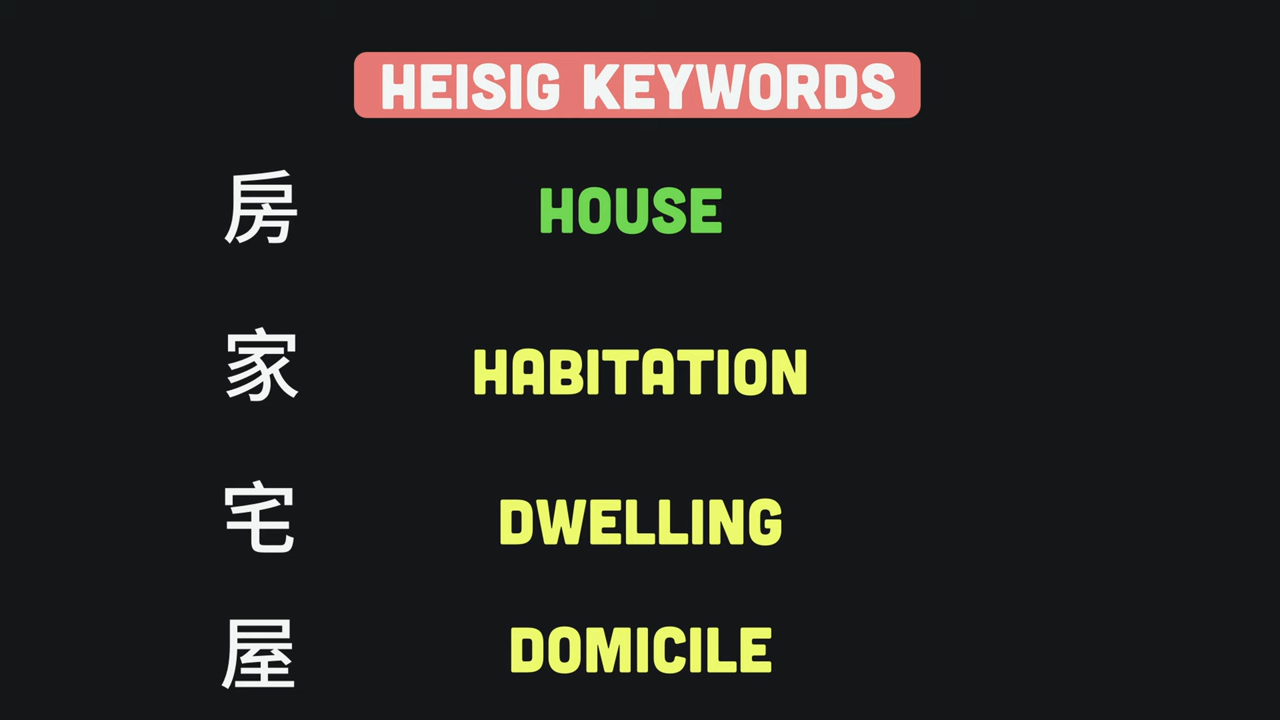 HEISIG KEYWORDS
房 HOUSE
家 HABITATION
宅 DWELLING
屋 DOMICILE